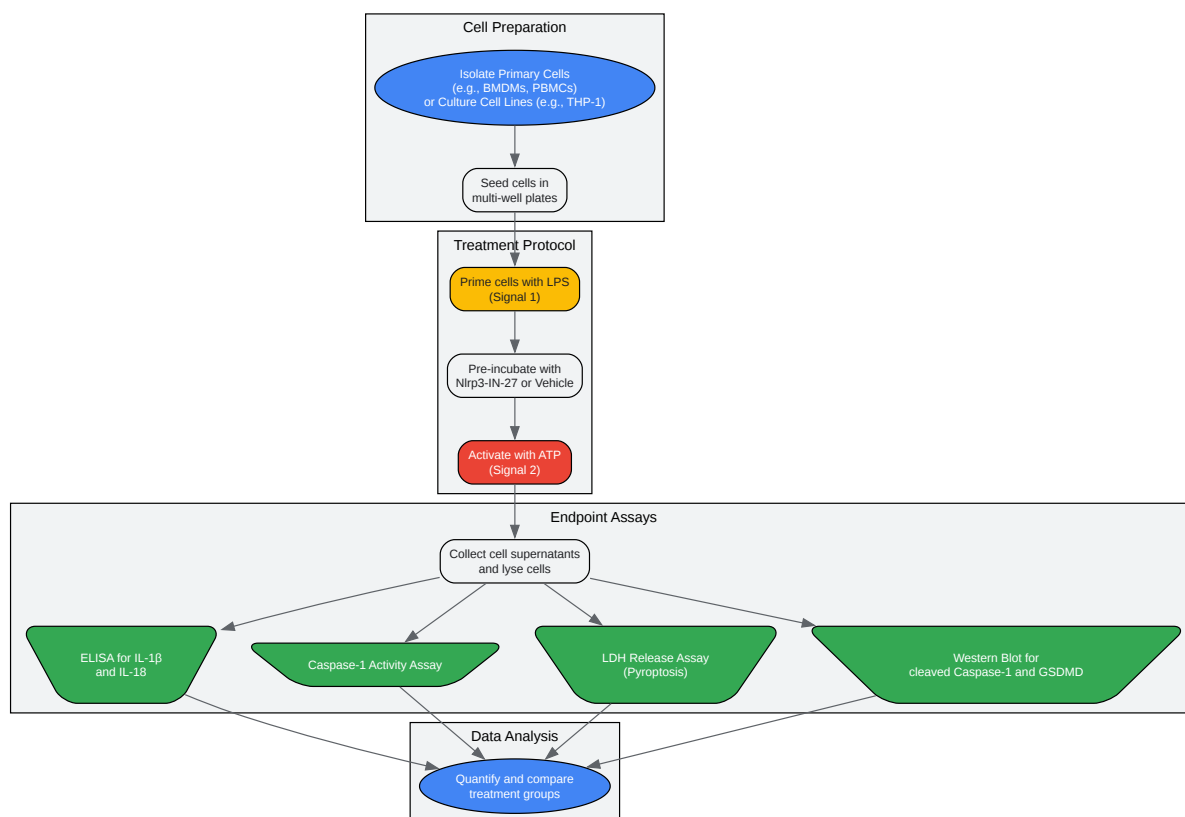 Cell Preparation
Isolate Primary Cells
(e.g., BMDMs, PBMCs)
or Culture Cell Lines (e.g., THP-1)
Seed cells in
multi-well plates
Treatment Protocol
Prime cells with LPS
(Signal 1)
Pre-incubate with
Nlrp3-IN-27 or Vehicle
Activate with ATP
(Signal 2)
Endpoint Assays
Collect cell supernatants
and lyse cells
ELISA for IL-1β
and IL-18
Caspase-1 Activity Assay
LDH Release Assay
(Pyroptosis)
Western Blot for
cleaved Caspase-1 and GSDMD
Data Analysis
Quantify and compare
treatment groups